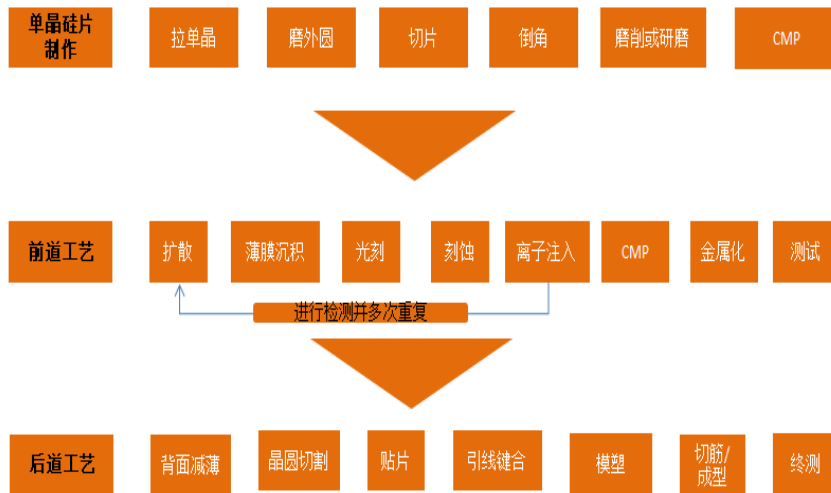 单晶硅片
制作
拉单晶
磨外圆
切片
倒角
磨削或研磨
CMP
前道工艺
扩散
薄膜沉积
光刻
刻蚀
离子注入
CMP
金属化
测试
进行检测并多次重复
后道工艺
背面减薄
晶圆切割
贴片
引线键合
模塑
切筋/
成型
终测